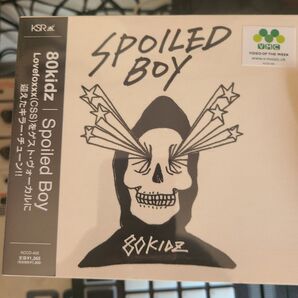 KSR
80kidz | Spoiled Boy
Lovefoxxx(CSS)をゲスト・ヴォーカルに
迎えたキラー・チューン!!
SPOILED
BOY
80KIDZ
VMC
VIDEO OF THE WEEK